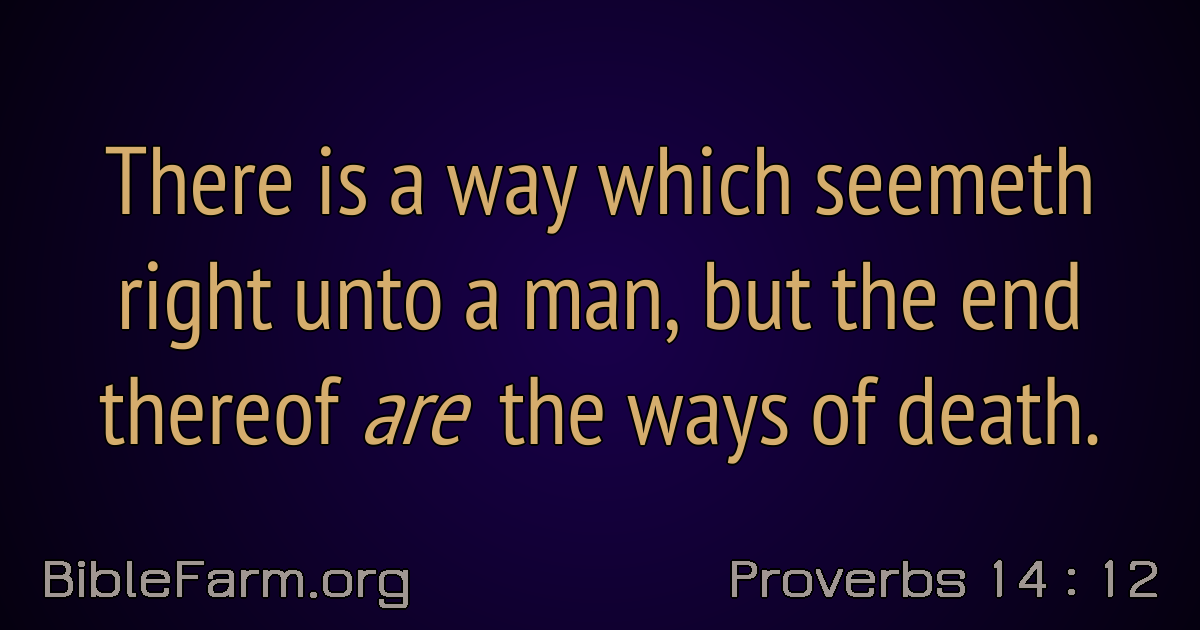 There is a way which seemeth
right unto a man, but the end
thereof are the ways of death.
BibleFarm.org
Proverbs 14 : 12